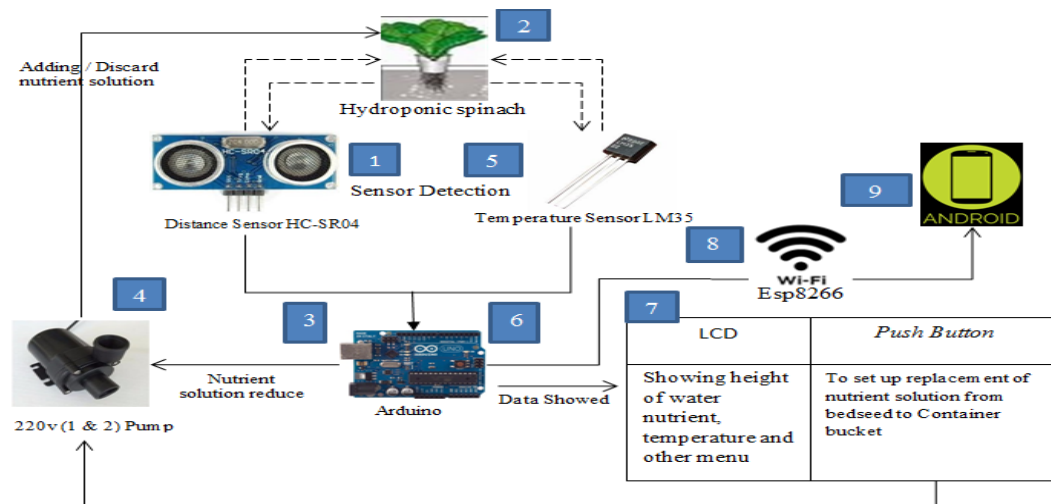 2
Adding / Discard
nutrient solution
Hydroponic spinach
HC-SR04
1
5
Sensor Detection
Distance Sensor HC-SR04
Temperature Sensor LM35
9
ANDROID
8
Wi-Fi
Esp8266
4
3
6
7
LCD
Push Button
Showing height
of water
nutrient,
temperature and
other menu
To set up replacement of
nutrient solution from
bedseed to Container
bucket
Nutrient
solution reduce
UNO
Arduino
Data Showed
220v (1 & 2) Pump